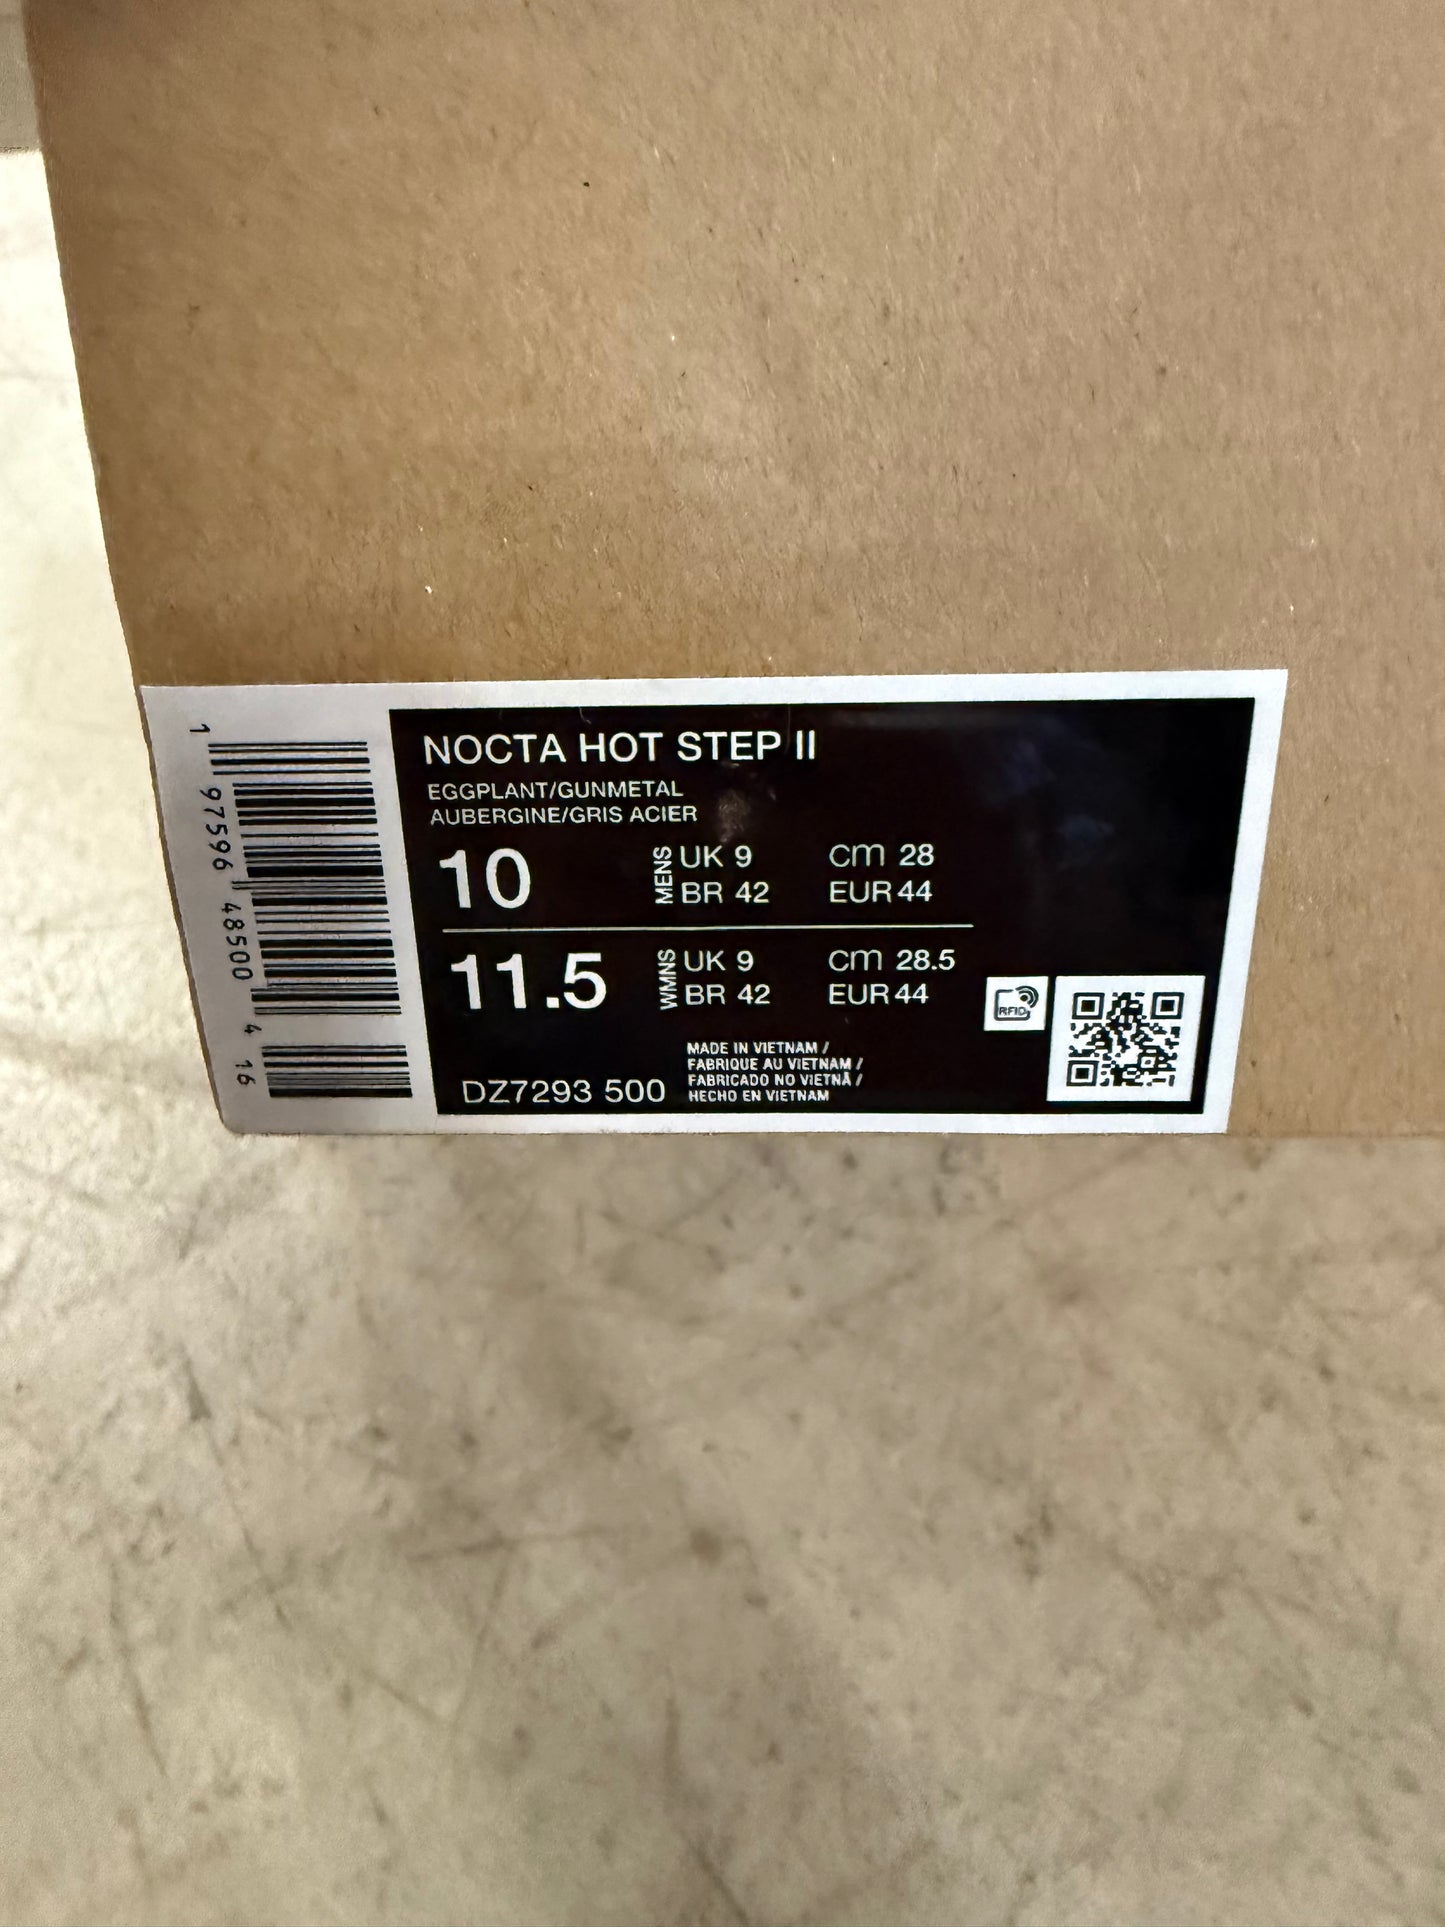 NOCTA HOT STEP II
EGGPLANT/GUNMETAL
AUBERGINE/GRIS ACIER
10 MENS UK 9 CM 28
BR 42 EUR 44
11.5 WMNS UK 9 CM 28.5
BR 42 EUR 44
RFID
MADE IN VIETNAM /
FABRIQUE AU VIETNAM /
FABRICADO NO VIETNÃ /
HECHO EN VIETNAM
DZ7293 500
1 97596 48500 4 16